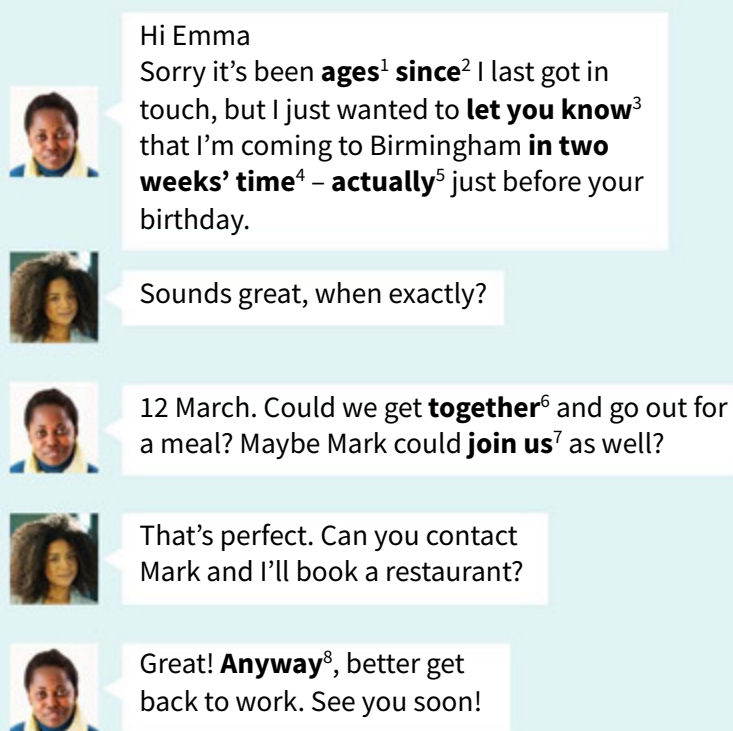 Hi Emma
Sorry it's been ages¹ since² I last got in
touch, but I just wanted to let you know³
that I'm coming to Birmingham in two
weeks' time⁴ – actually⁵ just before your
birthday.
Sounds great, when exactly?
12 March. Could we get together⁶ and go out for
a meal? Maybe Mark could join us⁷ as well?
That's perfect. Can you contact
Mark and I'll book a restaurant?
Great! Anyway⁸, better get
back to work. See you soon!